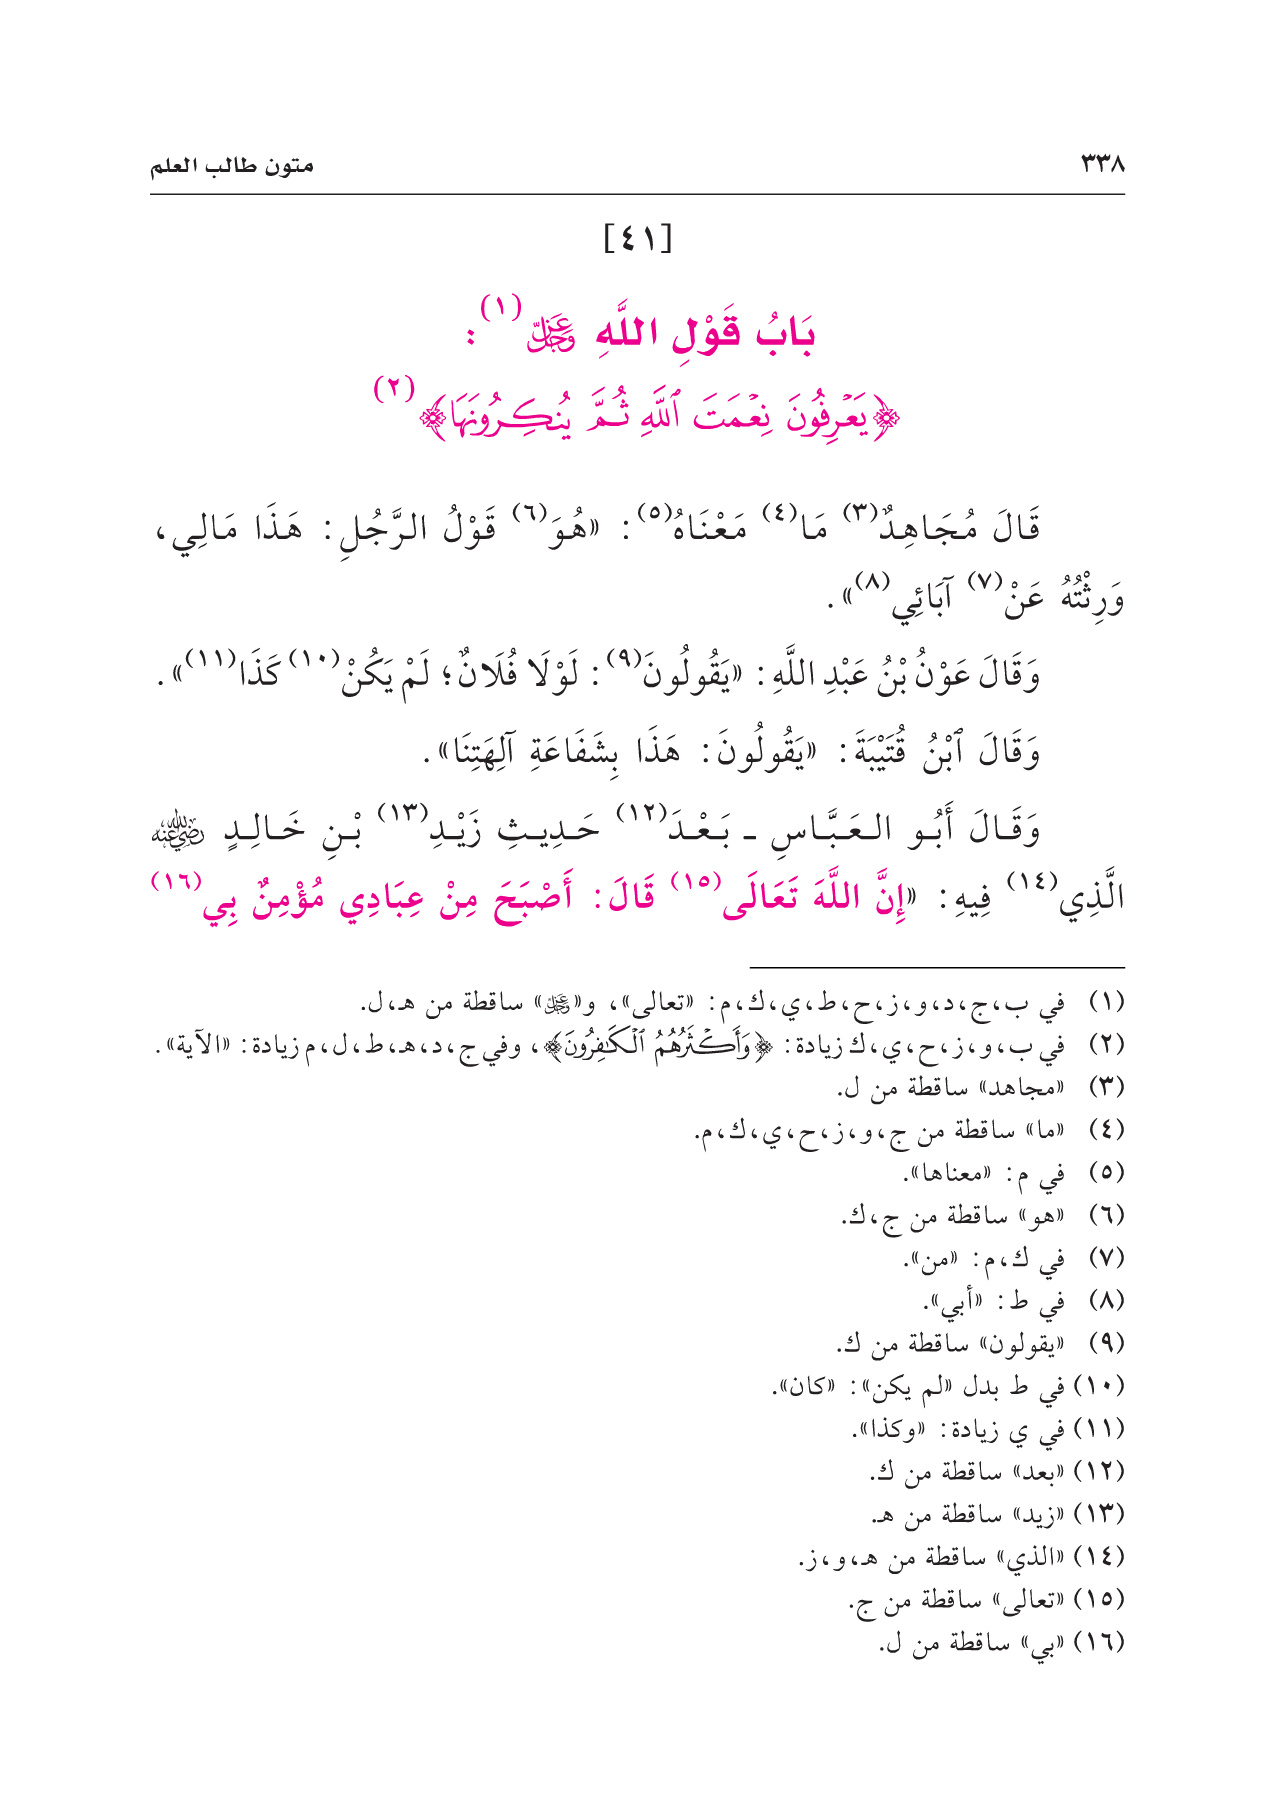 ٣٣٨ متون طالب العلم
[٤١]
بَابُ قَوْلِ اللَّهِ عَزَّ وَجَلَّ(١):
﴿يَعْرِفُونَ نِعْمَتَ ٱللَّهِ ثُمَّ يُنكِرُونَهَا﴾(٢)
قَالَ مُجَاهِدٌ(٣) مَا(٤) مَعْنَاهُ(٥): «هُوَ(٦) قَوْلُ الرَّجُلِ: هَذَا مَالِي،
وَرِثْتُهُ عَنْ(٧) آبَائِي(٨)».
وَقَالَ عَوْنُ بْنُ عَبْدِ اللَّهِ: «يَقُولُونَ(٩): لَوْلَا فُلَانٌ؛ لَمْ يَكُنْ(١٠) كَذَا(١١)».
وَقَالَ ٱبْنُ قُتَيْبَةَ: «يَقُولُونَ: هَذَا بِشَفَاعَةِ آلِهَتِنَا».
وَقَالَ أَبُو العَبَّاسِ ـ بَعْدَ(١٢) حَدِيثِ زَيْدِ(١٣) بْنِ خَالِدٍ رضي الله عنه
الَّذِي(١٤) فِيهِ: «إِنَّ اللَّهَ تَعَالَى(١٥) قَالَ: أَصْبَحَ مِنْ عِبَادِي مُؤْمِنٌ بِي(١٦)
(١) في ب،ج،د،و،ز،ح،ط،ي،ك،م: «تعالى»، و«عَزَّ وَجَلَّ» ساقطة من هـ،ل.
(٢) في ب،و،ز،ح،ي،ك زيادة: ﴿وَأَكْثَرُهُمُ ٱلْكَٰفِرُونَ﴾، وفي ج،د،هـ،ط،ل،م زيادة: «الآية».
(٣) «مجاهد» ساقطة من ل.
(٤) «ما» ساقطة من ج،و،ز،ح،ي،ك،م.
(٥) في م: «معناها».
(٦) «هو» ساقطة من ج،ك.
(٧) في ك،م: «من».
(٨) في ط: «أبي».
(٩) «يقولون» ساقطة من ك.
(١٠) في ط بدل «لم يكن»: «كان».
(١١) في ي زيادة: «وكذا».
(١٢) «بعد» ساقطة من ك.
(١٣) «زيد» ساقطة من هـ.
(١٤) «الذي» ساقطة من هـ،و،ز.
(١٥) «تعالى» ساقطة من ج.
(١٦) «بي» ساقطة من ل.